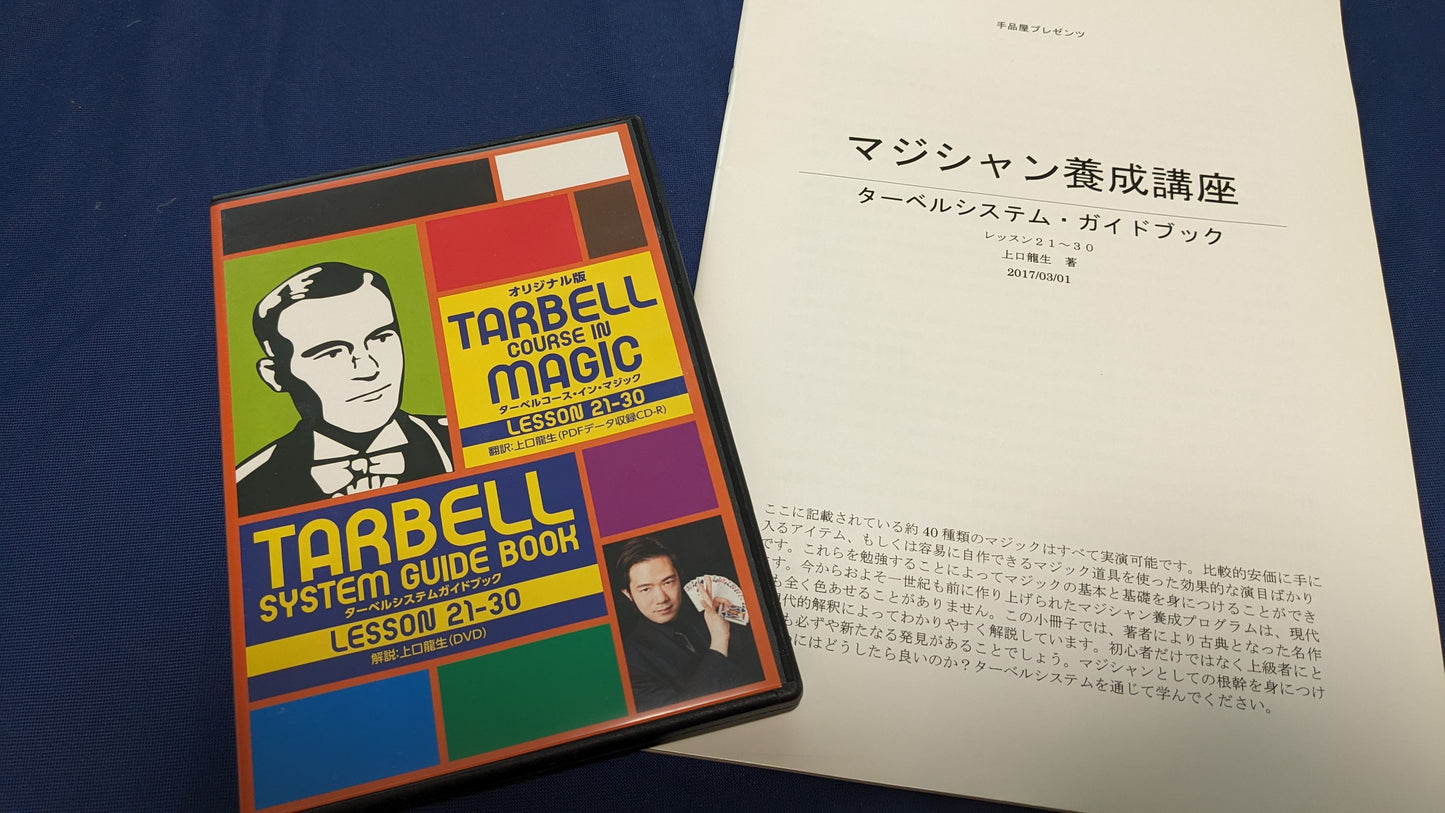 オリジナル版
TARBELL
COURSE IN
MAGIC
ターベルコース・イン・マジック
LESSON 21-30
翻訳:上口龍生(PDFデータ収録CD-R)
TARBELL
SYSTEM GUIDE BOOK
ターベルシステムガイドブック
LESSON 21-30
解説:上口龍生(DVD)
手品屋プレゼンツ
マジシャン養成講座
ターベルシステム・ガイドブック
レッスン21~30
上口龍生 著
2017/03/01
ここに記載されている約40種類のマジックはすべて実演可能です。比較的安価に手に
入るアイテム、もしくは容易に自作できるマジック道具を使った効果的な演目ばかり
です。これらを勉強することによってマジックの基本と基礎を身につけることができ
す。今からおよそ一世紀も前に作り上げられたマジシャン養成プログラムは、現代
も全く色あせることがありません。この小冊子では、著者により古典となった名作
現代的解釈によってわかりやすく解説しています。初心者だけではなく上級者にと
も必ずや新たなる発見があることでしょう。マジシャンとしての根幹を身につけ
にはどうしたら良いのか?ターベルシステムを通じて学んでください。